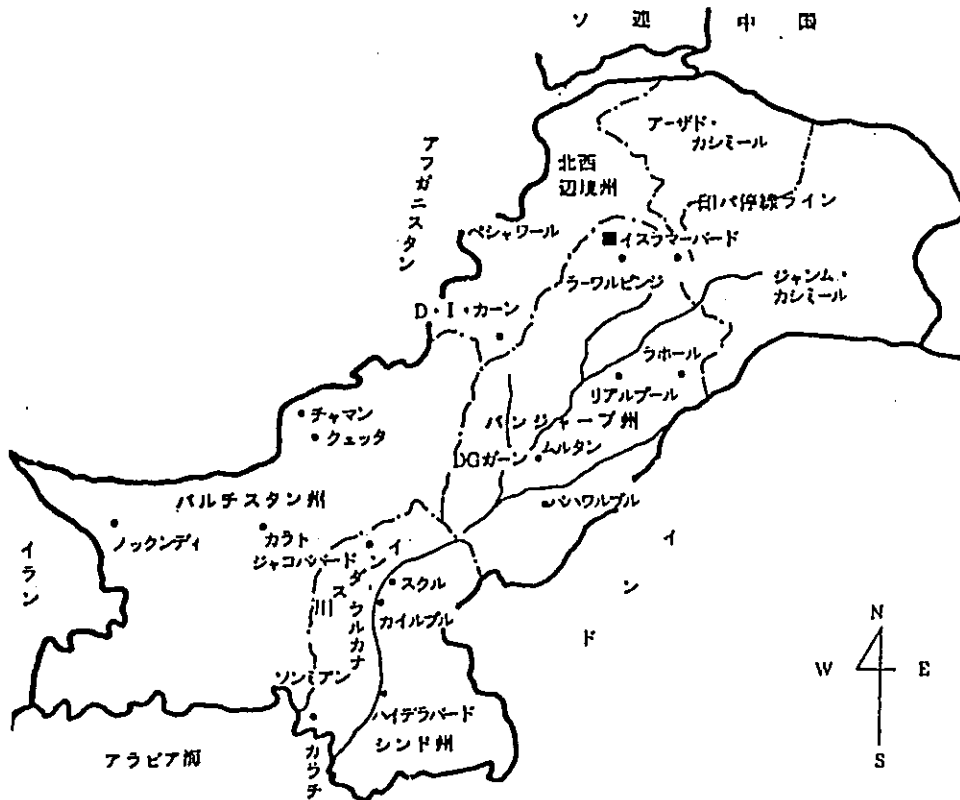 ソ連
中国
アーザド・
カシミール
アフガニスタン
北西
辺境州
印パ停線ライン
ペシャワール
イスラマーバード
ラーワルピンジ
ジャンム・
カシミール
D・I・カーン
ラホール
リアルプール
チャマン
クェッタ
パンジャープ州
DGガーン
ムルタン
バルチスタン州
バハワルプル
ノックンディ
カラト
ジャコババード
イラン
インド
インダス川
スクル
ラルカナ
カイルプル
ソンミアン
ハイデラバード
シンド州
アラビア海
カラチ
N
W
E
S